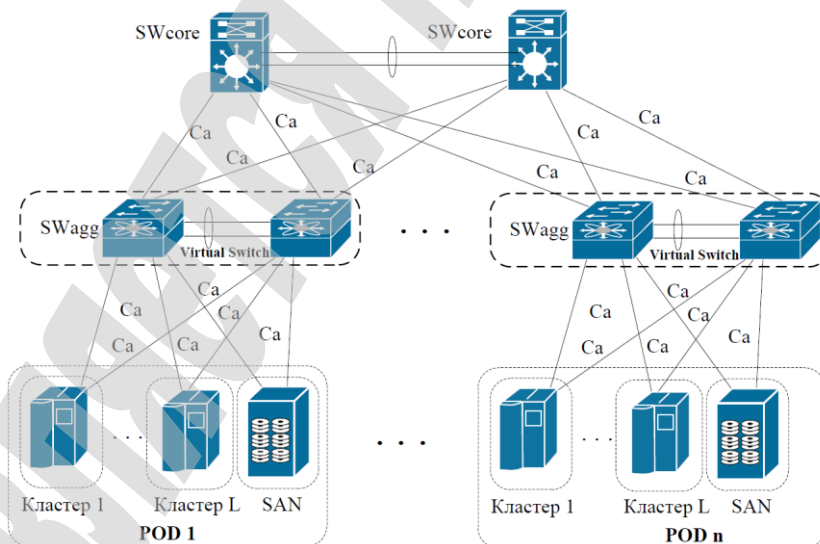 SWcore
SWcore
Ca
Ca
Ca
Ca
Ca
Ca
Ca
Ca
SWagg
Virtual Switch
. . .
SWagg
Virtual Switch
Ca
Ca
Ca
Ca
Ca
Ca
Ca
Ca
Ca
Ca
Ca
Ca
. . .
. . .
. . .
Кластер 1
Кластер L
SAN
Кластер 1
Кластер L
SAN
POD 1
POD n